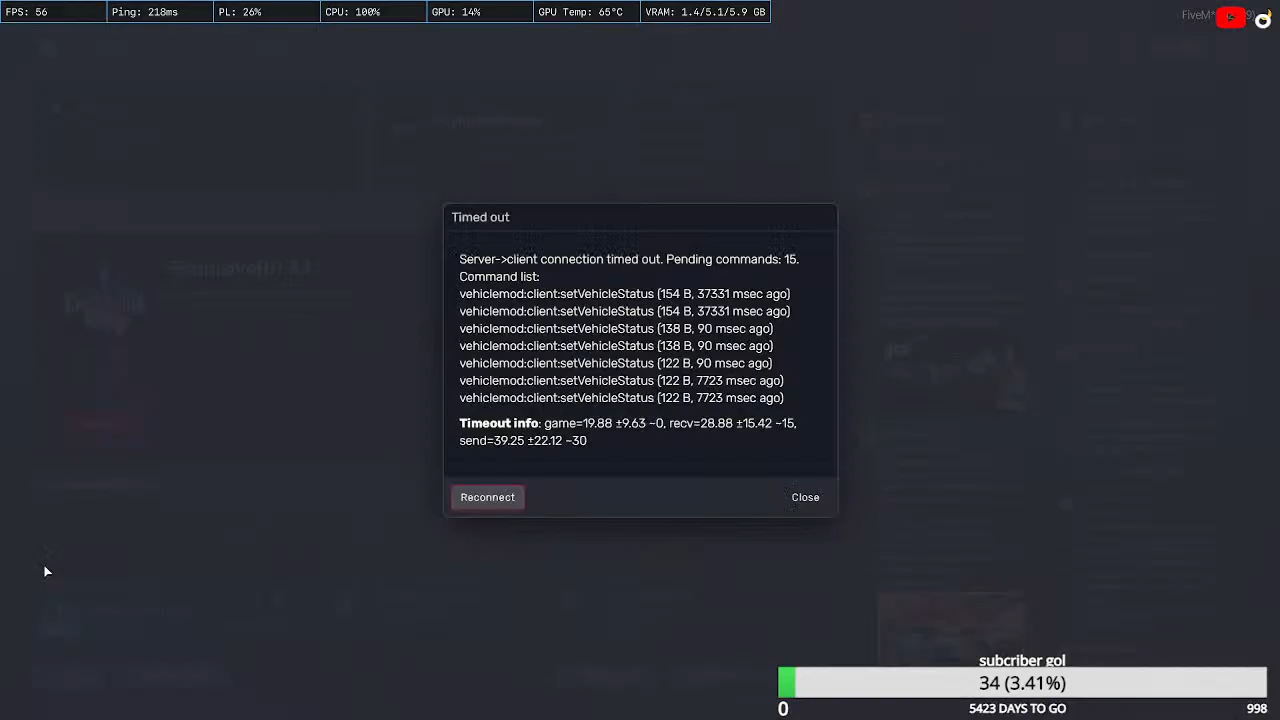 FPS: 56
Ping: 218ms
PL: 26%
CPU: 100%
GPU: 14%
GPU Temp: 65°C
VRAM: 1.4/5.1/5.9 GB
FiveM*
Timed out
Server->client connection timed out. Pending commands: 15.
Command list:
vehiclemod:client:setVehicleStatus (154 B, 37331 msec ago)
vehiclemod:client:setVehicleStatus (154 B, 37331 msec ago)
vehiclemod:client:setVehicleStatus (138 B, 90 msec ago)
vehiclemod:client:setVehicleStatus (138 B, 90 msec ago)
vehiclemod:client:setVehicleStatus (122 B, 90 msec ago)
vehiclemod:client:setVehicleStatus (122 B, 7723 msec ago)
vehiclemod:client:setVehicleStatus (122 B, 7723 msec ago)
Timeout info: game=19.88 ±9.63 ~0, recv=28.88 ±15.42 ~15,
send=39.25 ±22.12 ~30
Reconnect
Close
subcriber gol
34 (3.41%)
0
5423 DAYS TO GO
998